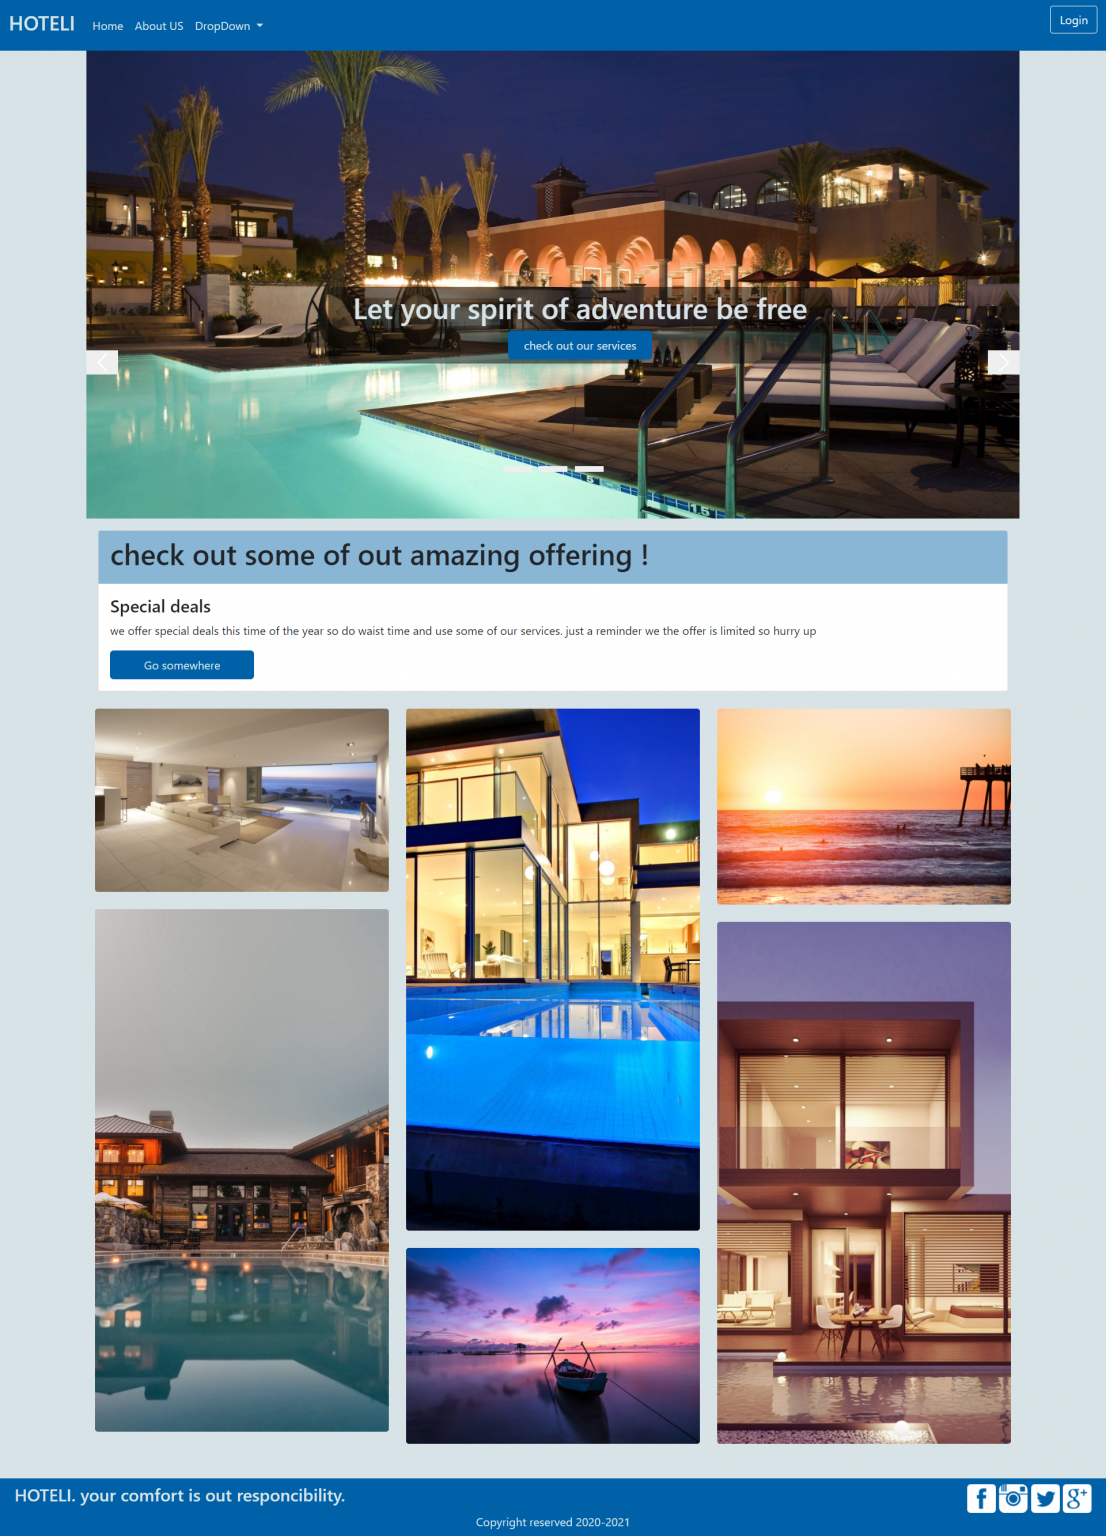 HOTELI Home About US DropDown Login
Let your spirit of adventure be free
check out our services
check out some of out amazing offering !
Special deals
we offer special deals this time of the year so do waist time and use some of our services. just a reminder we the offer is limited so hurry up
Go somewhere
HOTELI. your comfort is out responcibility.
Copyright reserved 2020-2021